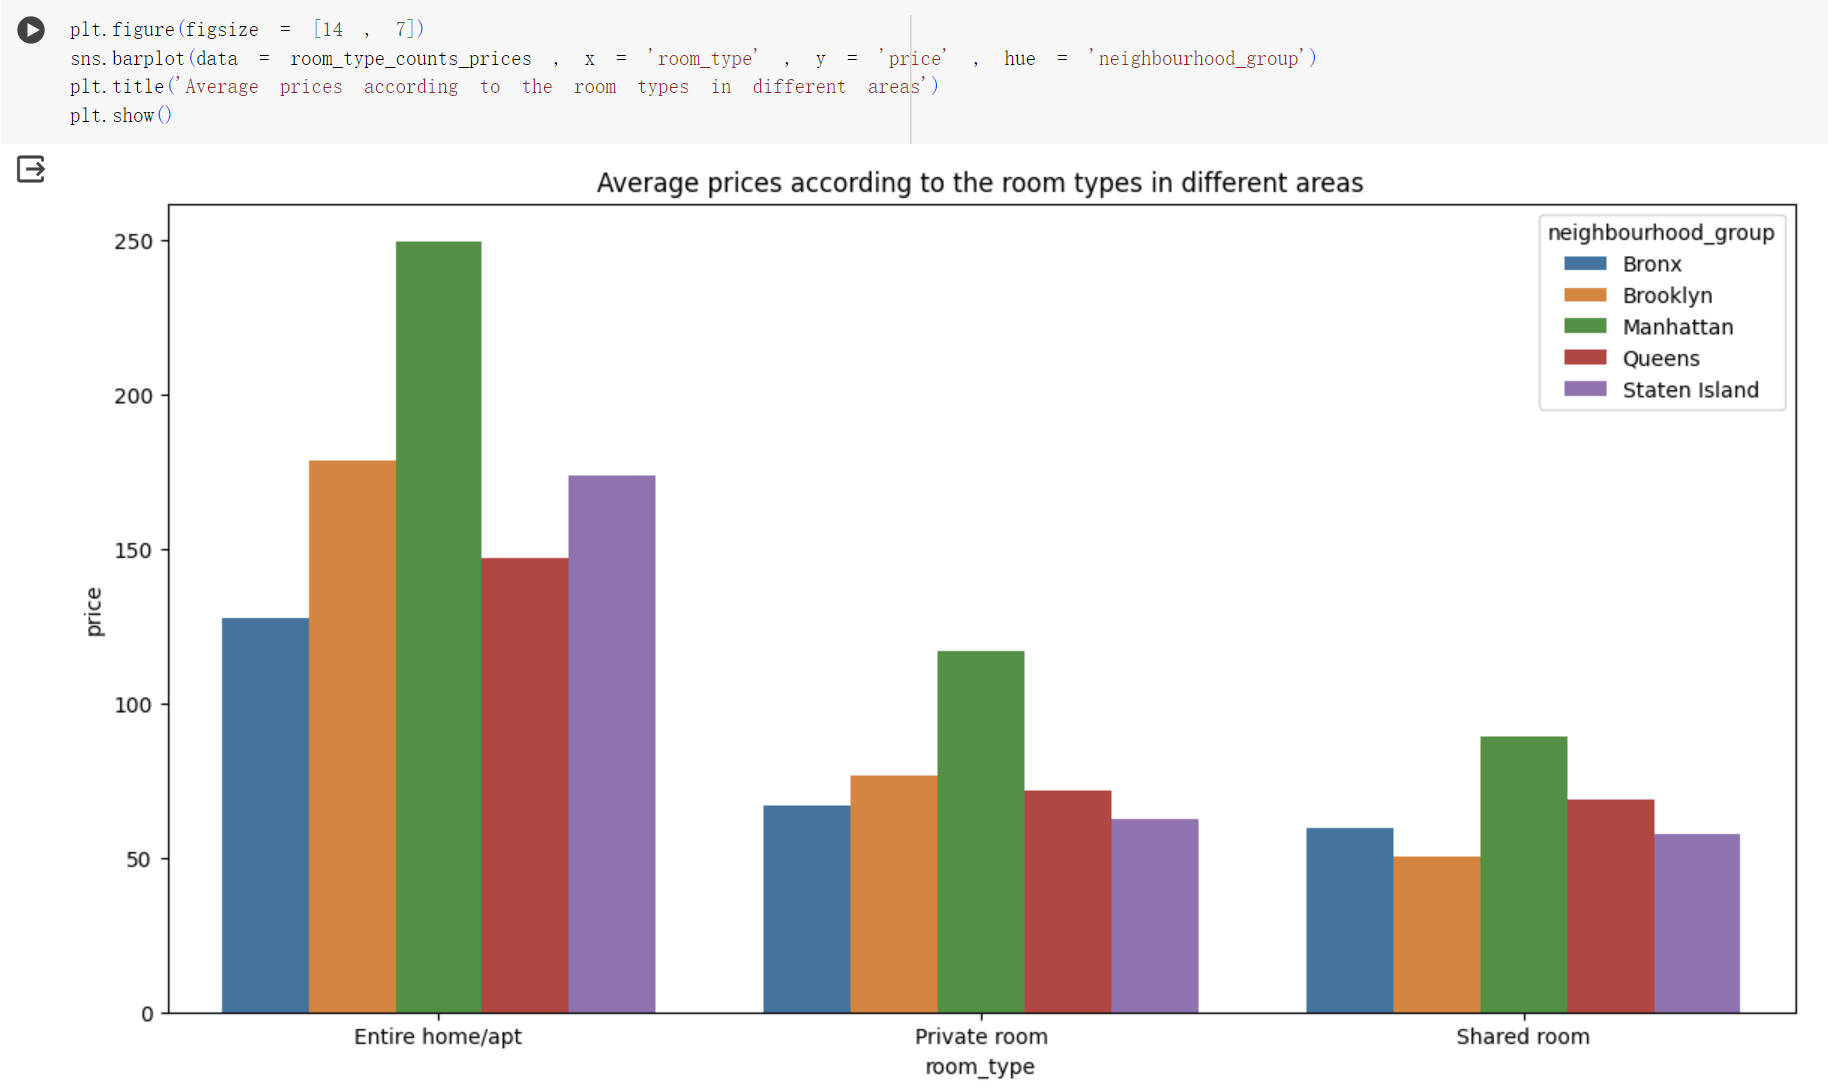 plt.figure(figsize = [14 , 7])
sns.barplot(data = room_type_counts_prices , x = 'room_type' , y = 'price' , hue = 'neighbourhood_group')
plt.title('Average prices according to the room types in different areas')
plt.show()
Average prices according to the room types in different areas
neighbourhood_group
Bronx
Brooklyn
Manhattan
Queens
Staten Island
250
200
150
100
50
0
price
Entire home/apt
Private room
Shared room
room_type